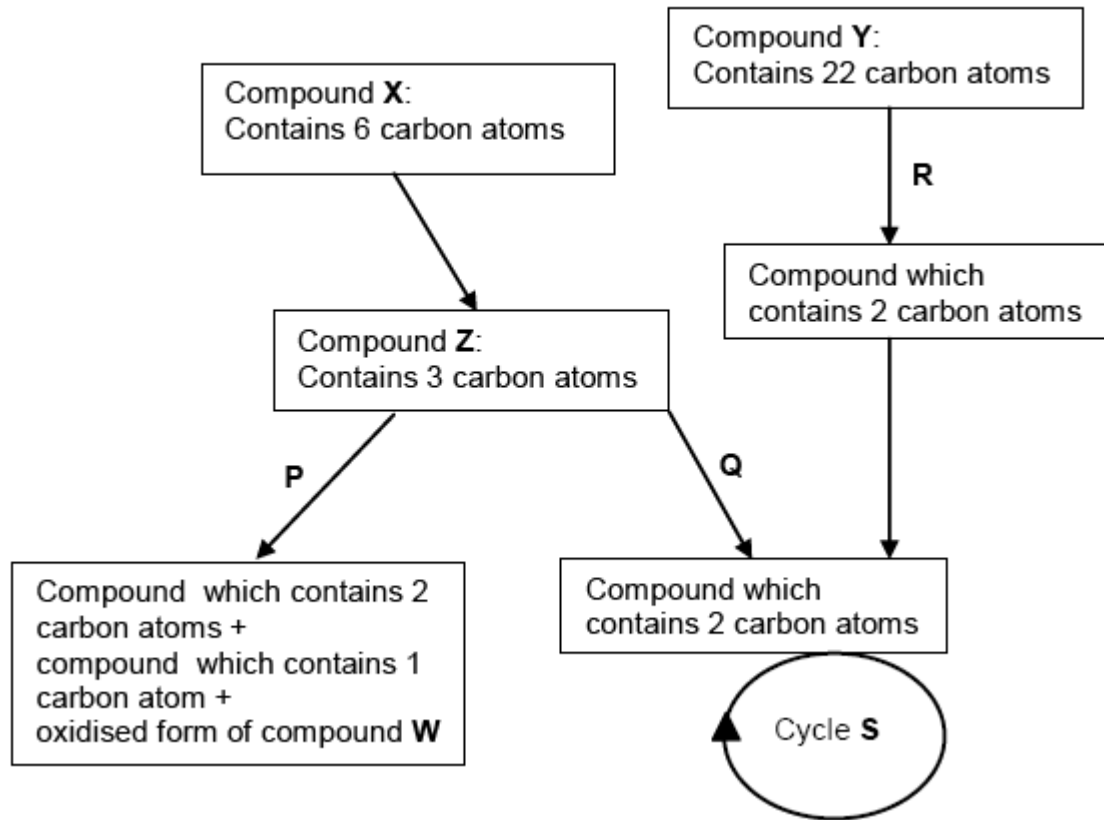 Compound Y:
Contains 22 carbon atoms
Compound X:
Contains 6 carbon atoms
R
Compound which
contains 2 carbon atoms
Compound Z:
Contains 3 carbon atoms
P
Q
Compound which contains 2
carbon atoms +
compound which contains 1
carbon atom +
oxidised form of compound W
Compound which
contains 2 carbon atoms
Cycle S